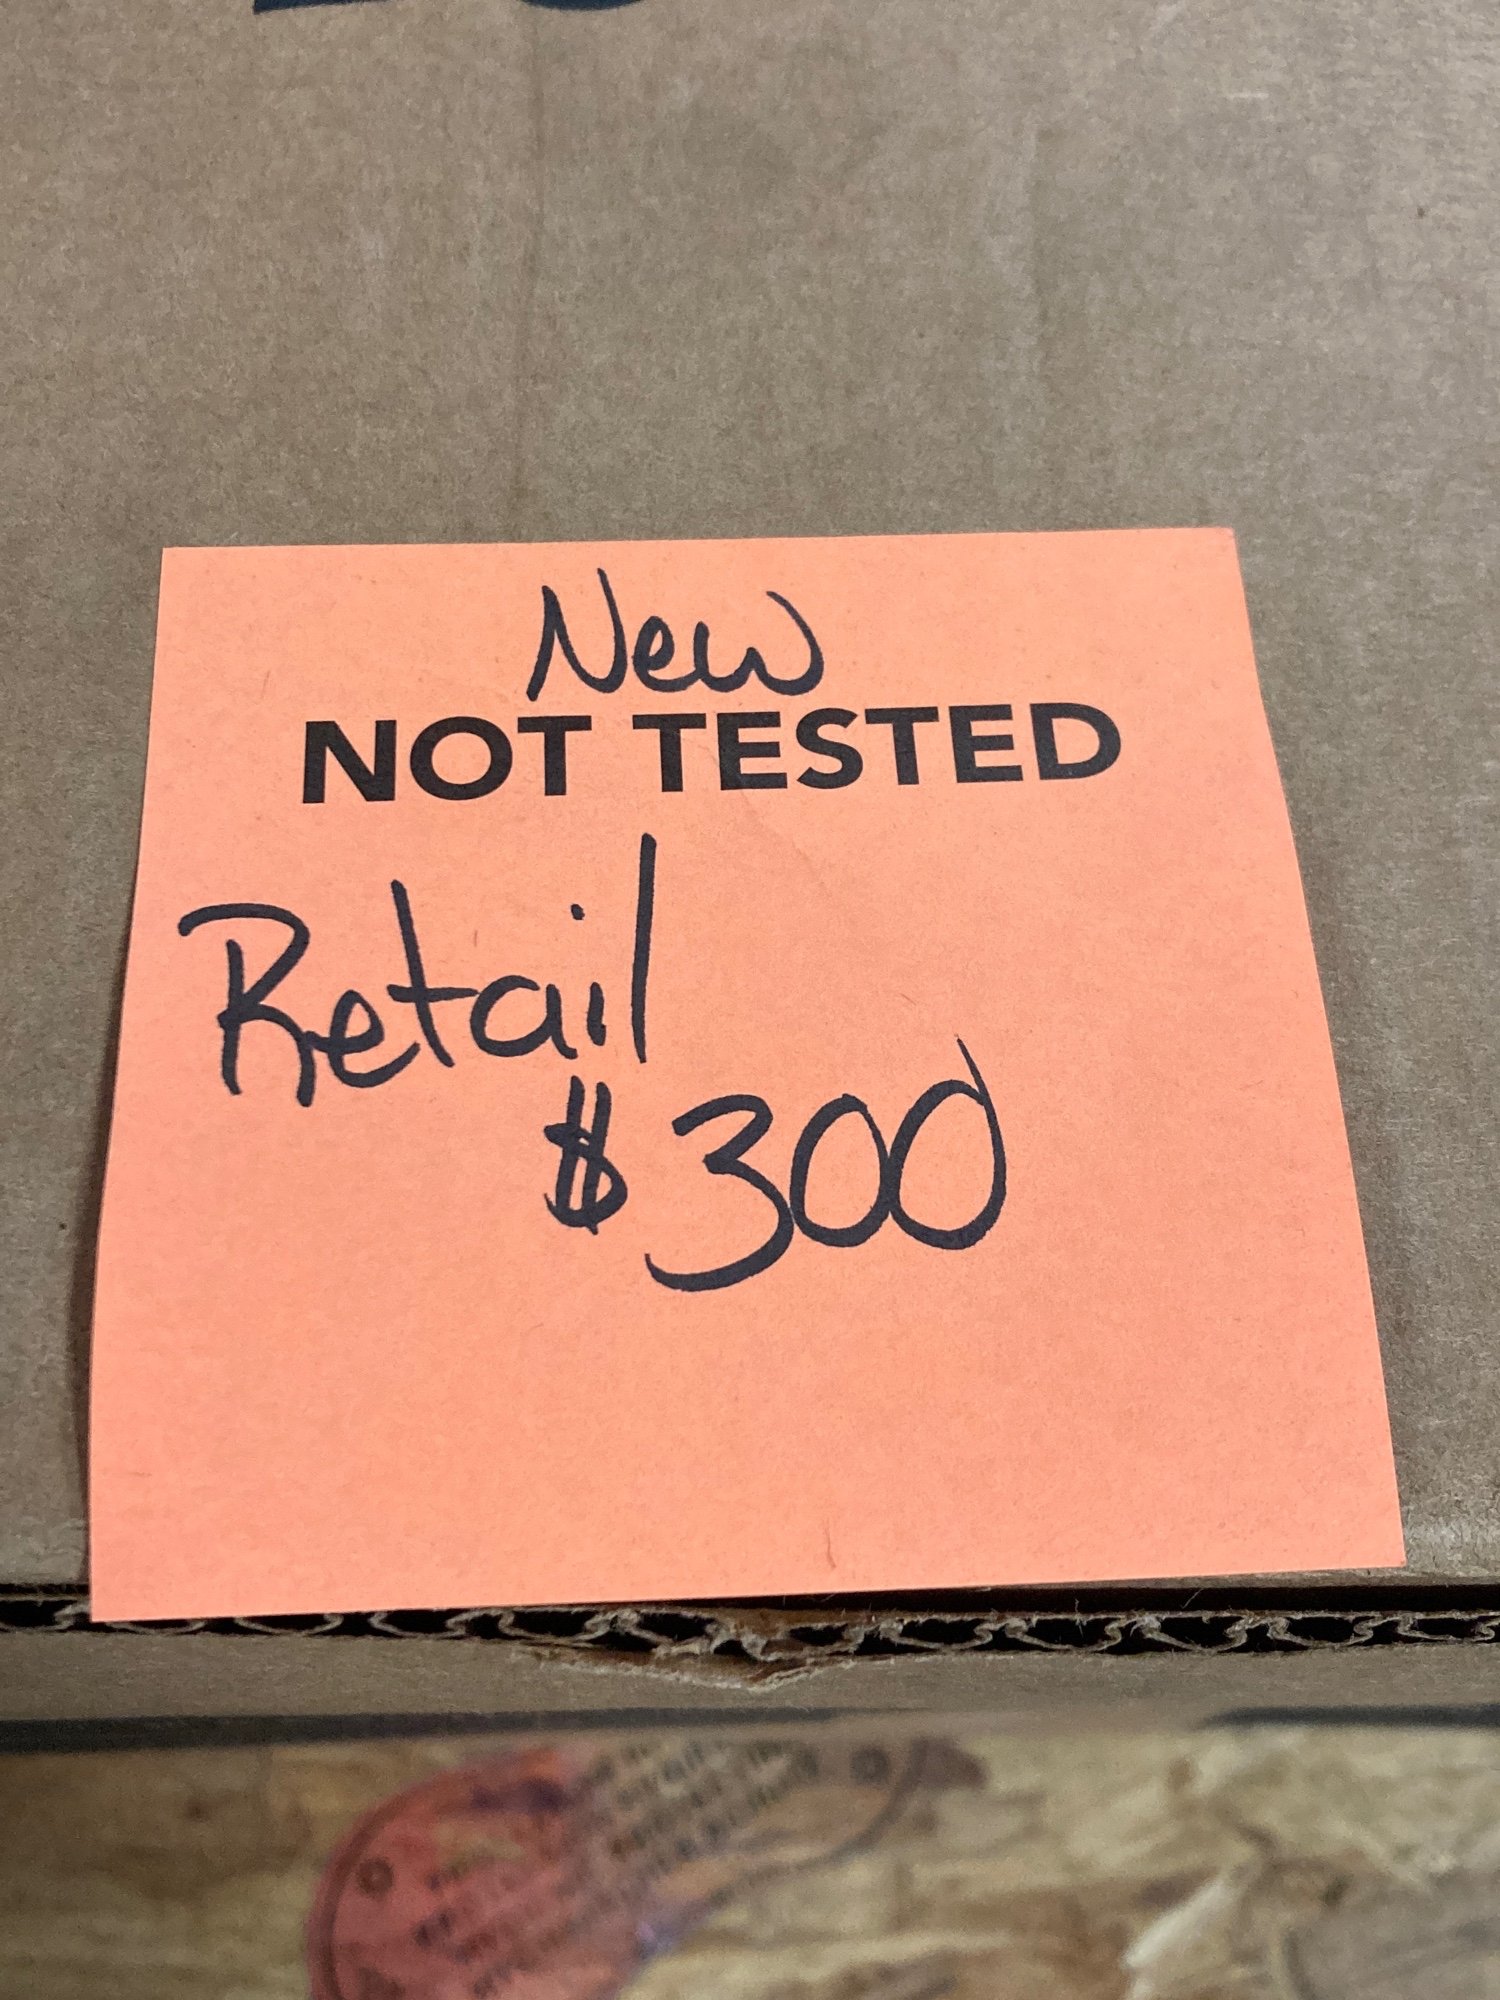 New
NOT TESTED
Retail
$300